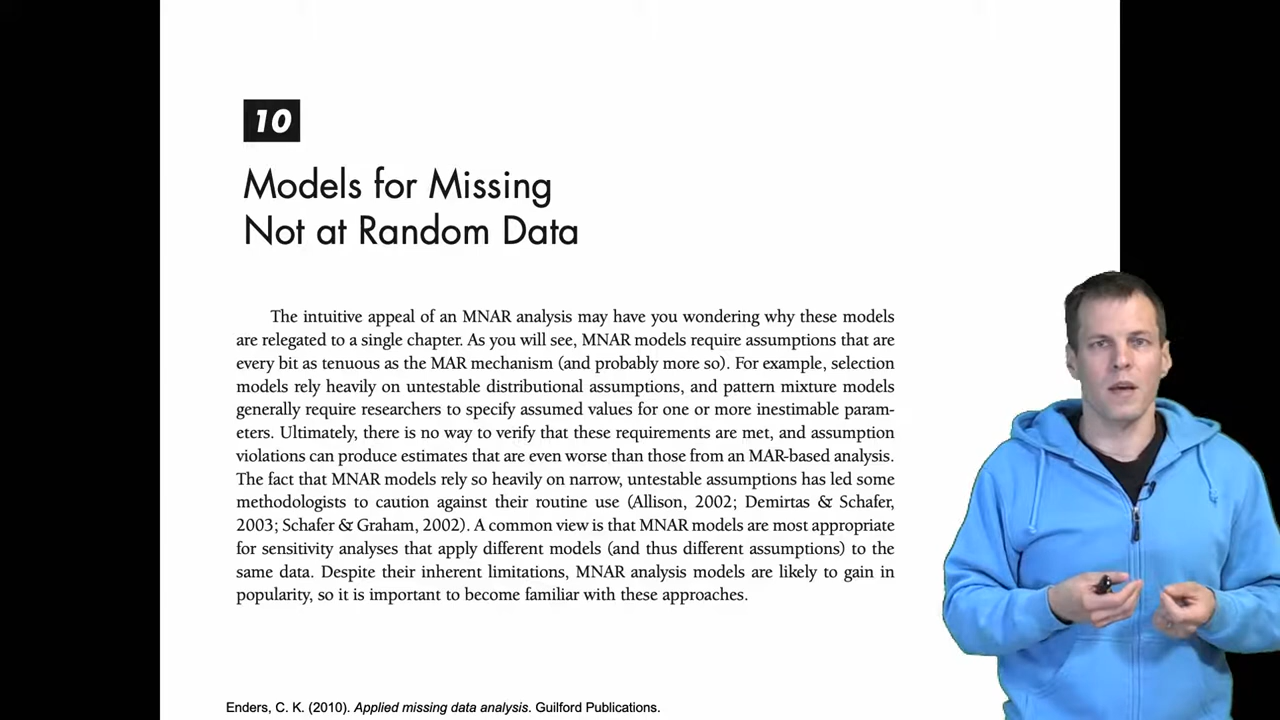 10
Models for Missing
Not at Random Data
The intuitive appeal of an MNAR analysis may have you wondering why these models
are relegated to a single chapter. As you will see, MNAR models require assumptions that are
every bit as tenuous as the MAR mechanism (and probably more so). For example, selection
models rely heavily on untestable distributional assumptions, and pattern mixture models
generally require researchers to specify assumed values for one or more inestimable param-
eters. Ultimately, there is no way to verify that these requirements are met, and assumption
violations can produce estimates that are even worse than those from an MAR-based analysis.
The fact that MNAR models rely so heavily on narrow, untestable assumptions has led some
methodologists to caution against their routine use (Allison, 2002; Demirtas & Schafer,
2003; Schafer & Graham, 2002). A common view is that MNAR models are most appropriate
for sensitivity analyses that apply different models (and thus different assumptions) to the
same data. Despite their inherent limitations, MNAR analysis models are likely to gain in
popularity, so it is important to become familiar with these approaches.
Enders, C. K. (2010). Applied missing data analysis. Guilford Publications.